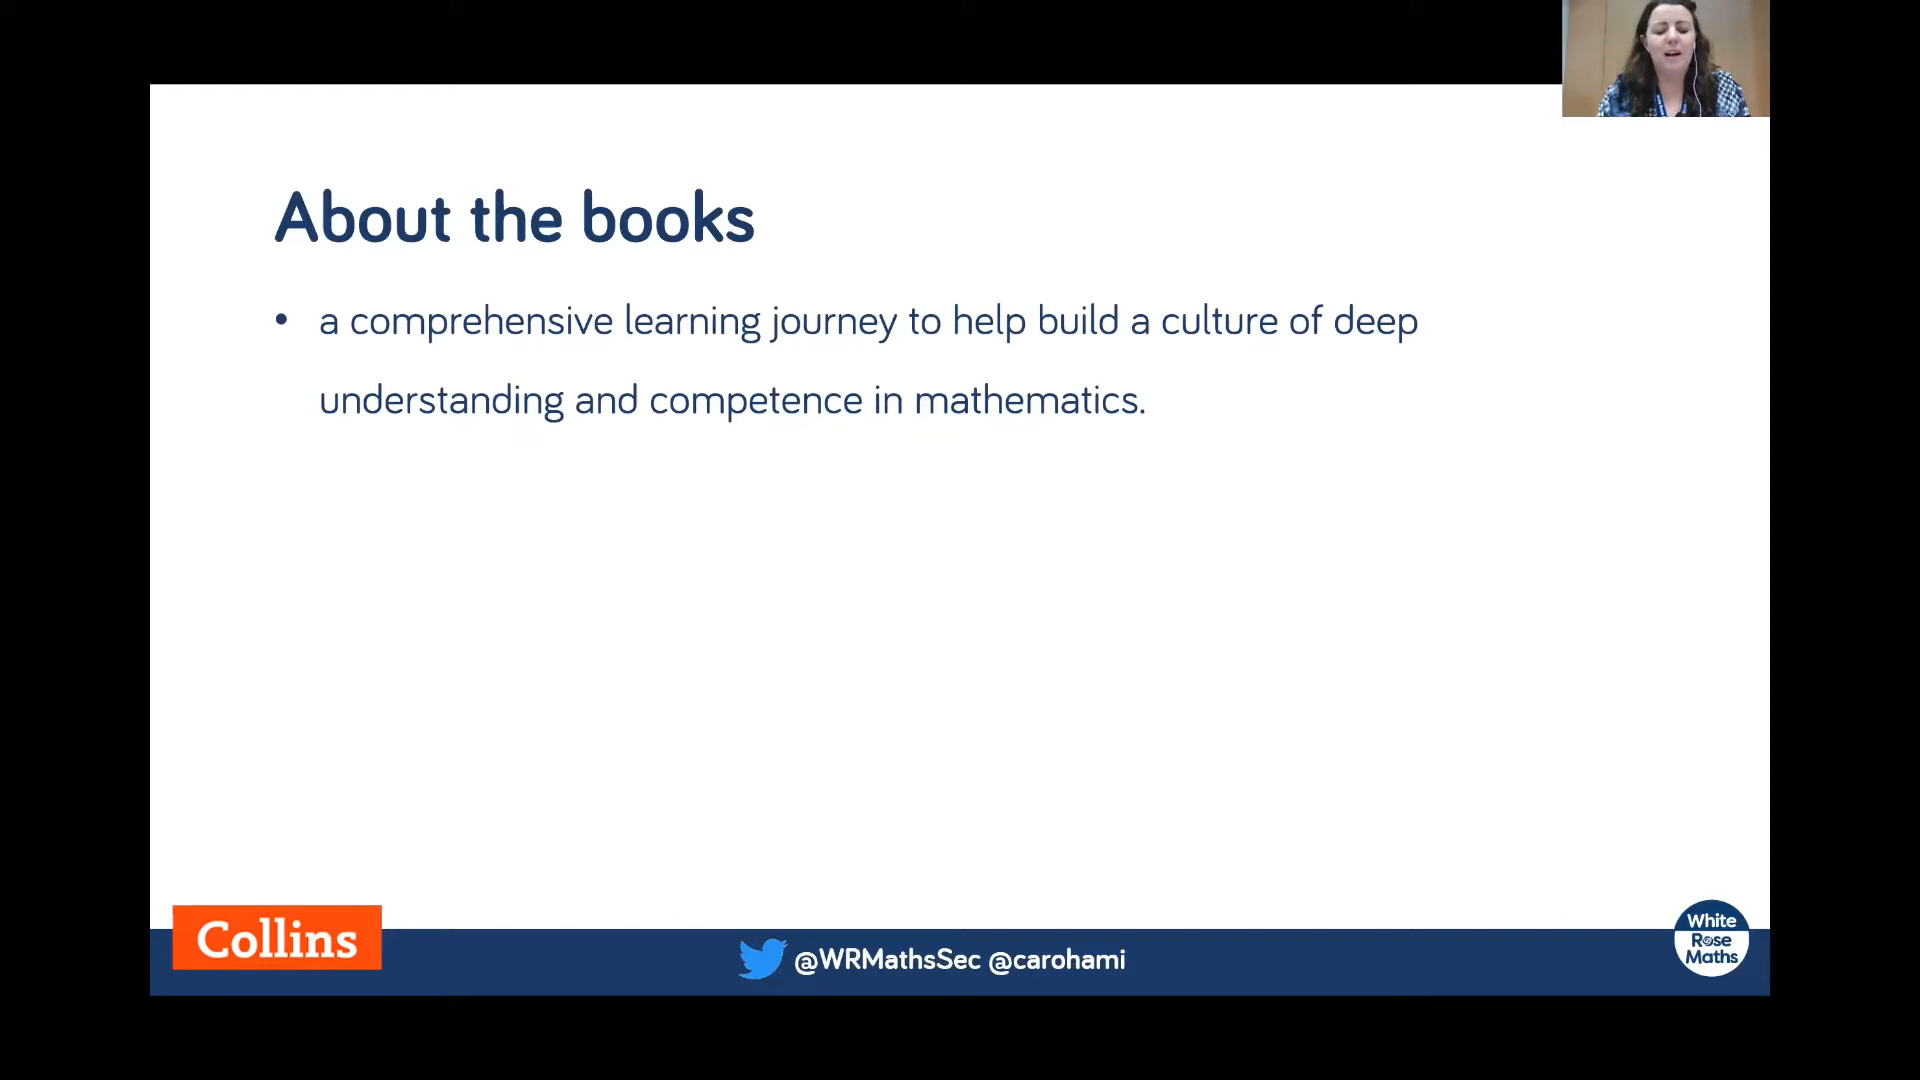 About the books
• a comprehensive learning journey to help build a culture of deep
understanding and competence in mathematics.
Collins
@WRMathsSec @carohami
White
Rose
Maths